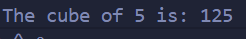 The cube of 5 is: 125